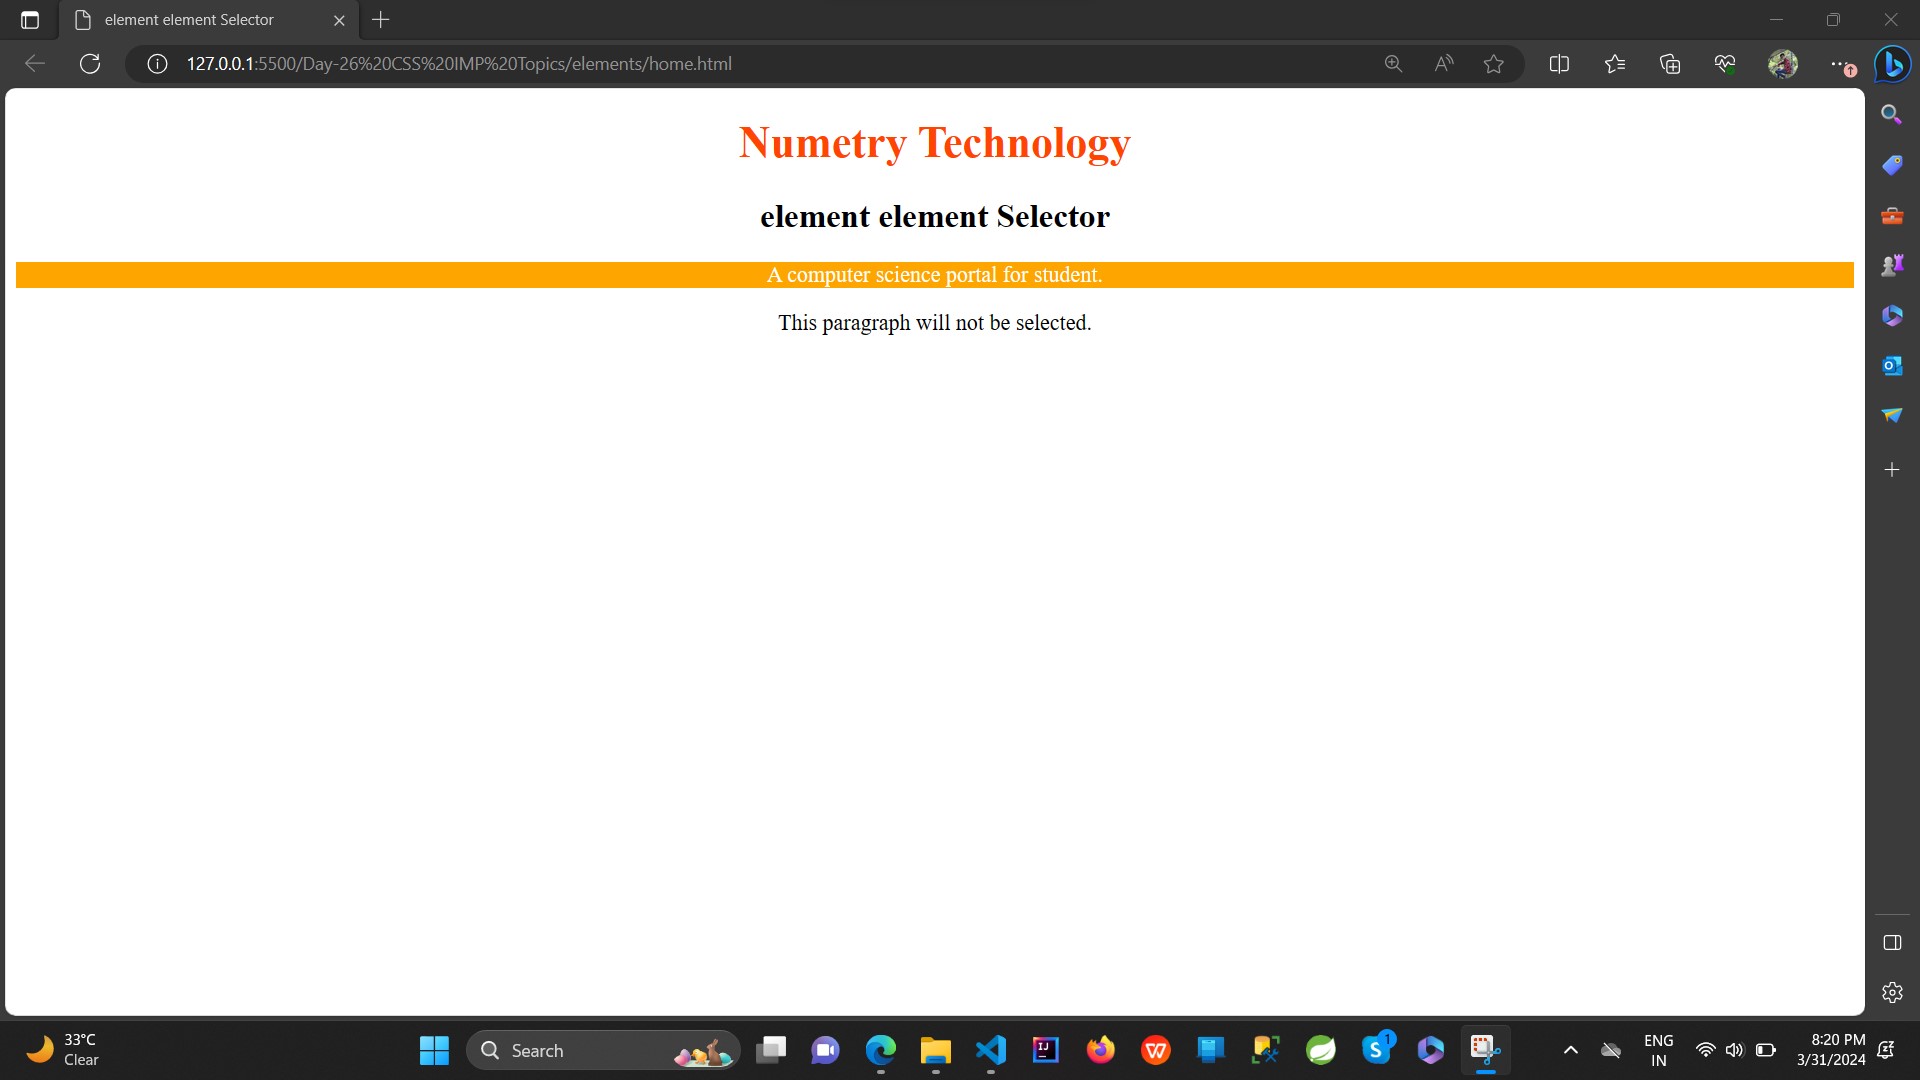 element element Selector
127.0.0.1:5500/Day-26%20CSS%20IMP%20Topics/elements/home.html
Numetry Technology
element element Selector
A computer science portal for student.
This paragraph will not be selected.
33°C
Clear
Search
1
ENG
IN
8:20 PM
3/31/2024